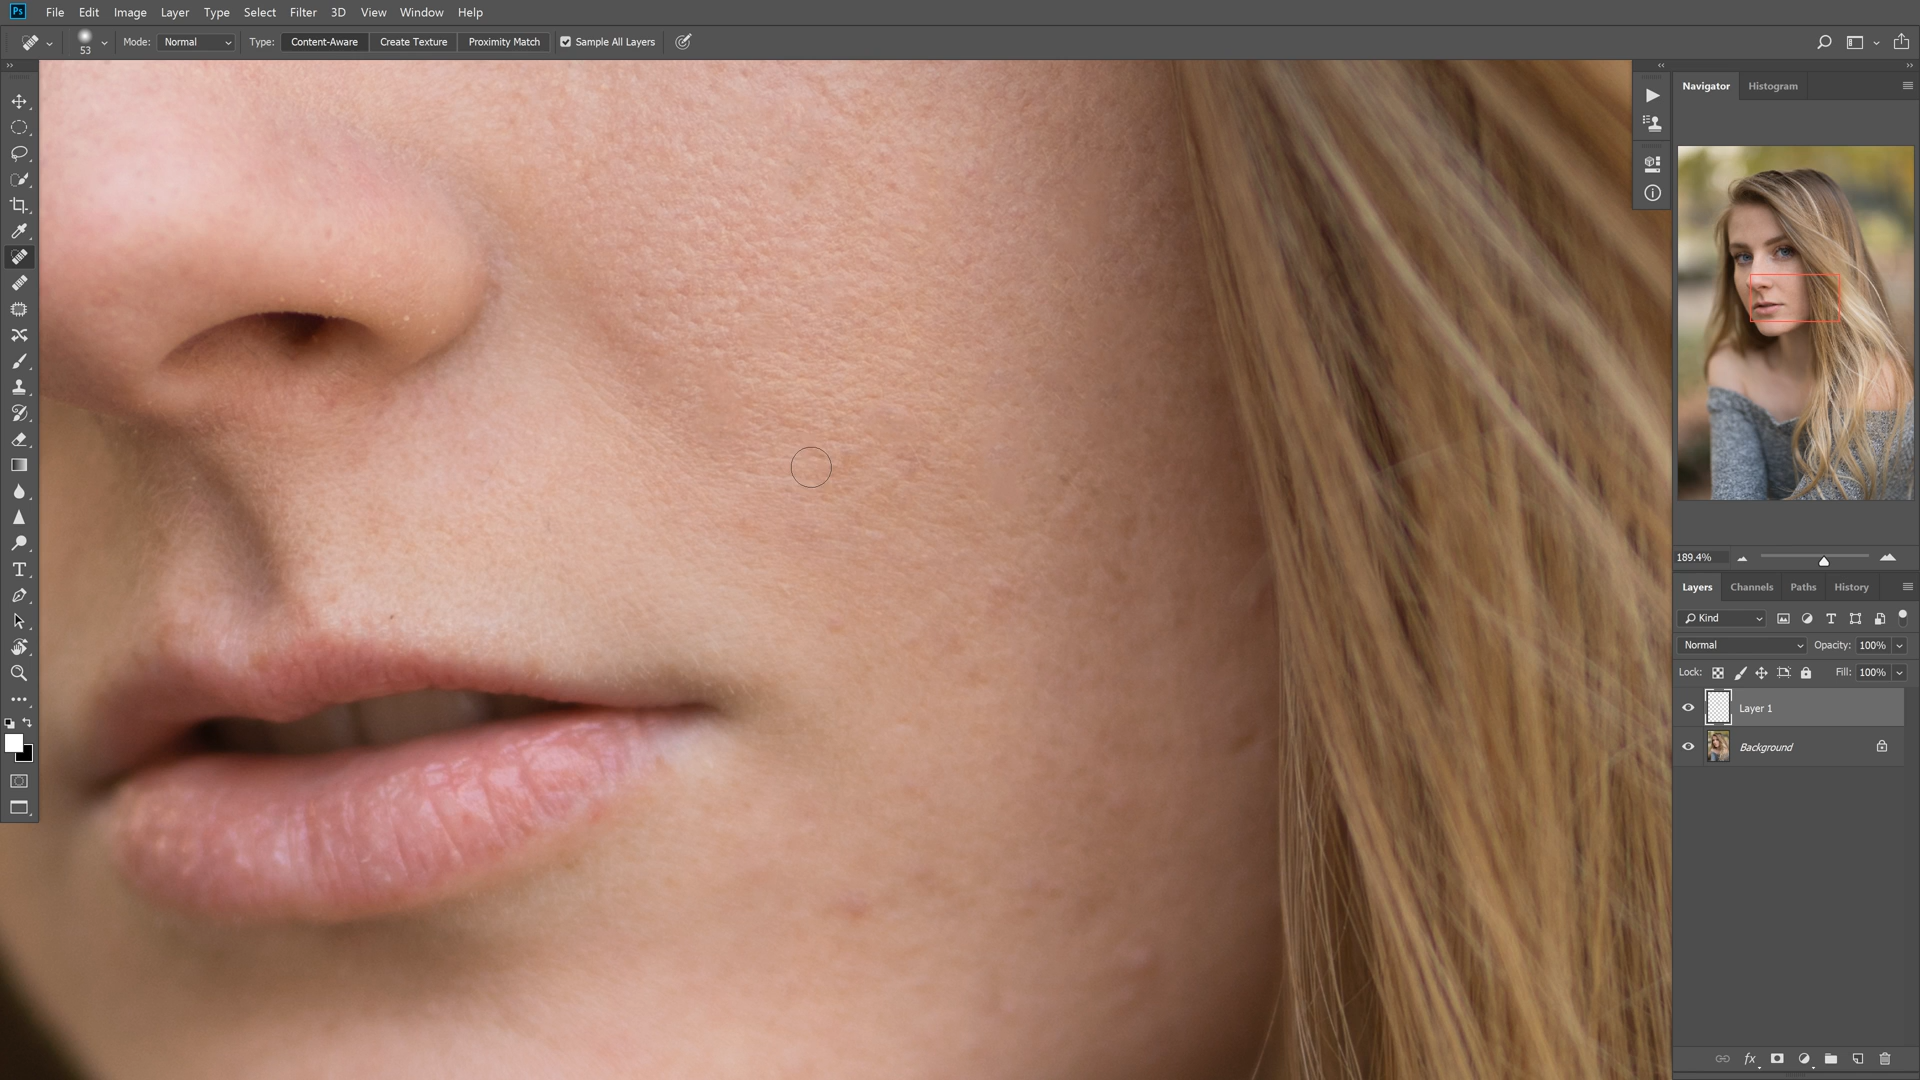 Ps File Edit Image Layer Type Select Filter 3D View Window Help
53 Mode: Normal Type: Content-Aware Create Texture Proximity Match Sample All Layers
Navigator Histogram
189.4%
Layers Channels Paths History
Kind
Normal Opacity: 100%
Lock: Fill: 100%
Layer 1
Background
fx